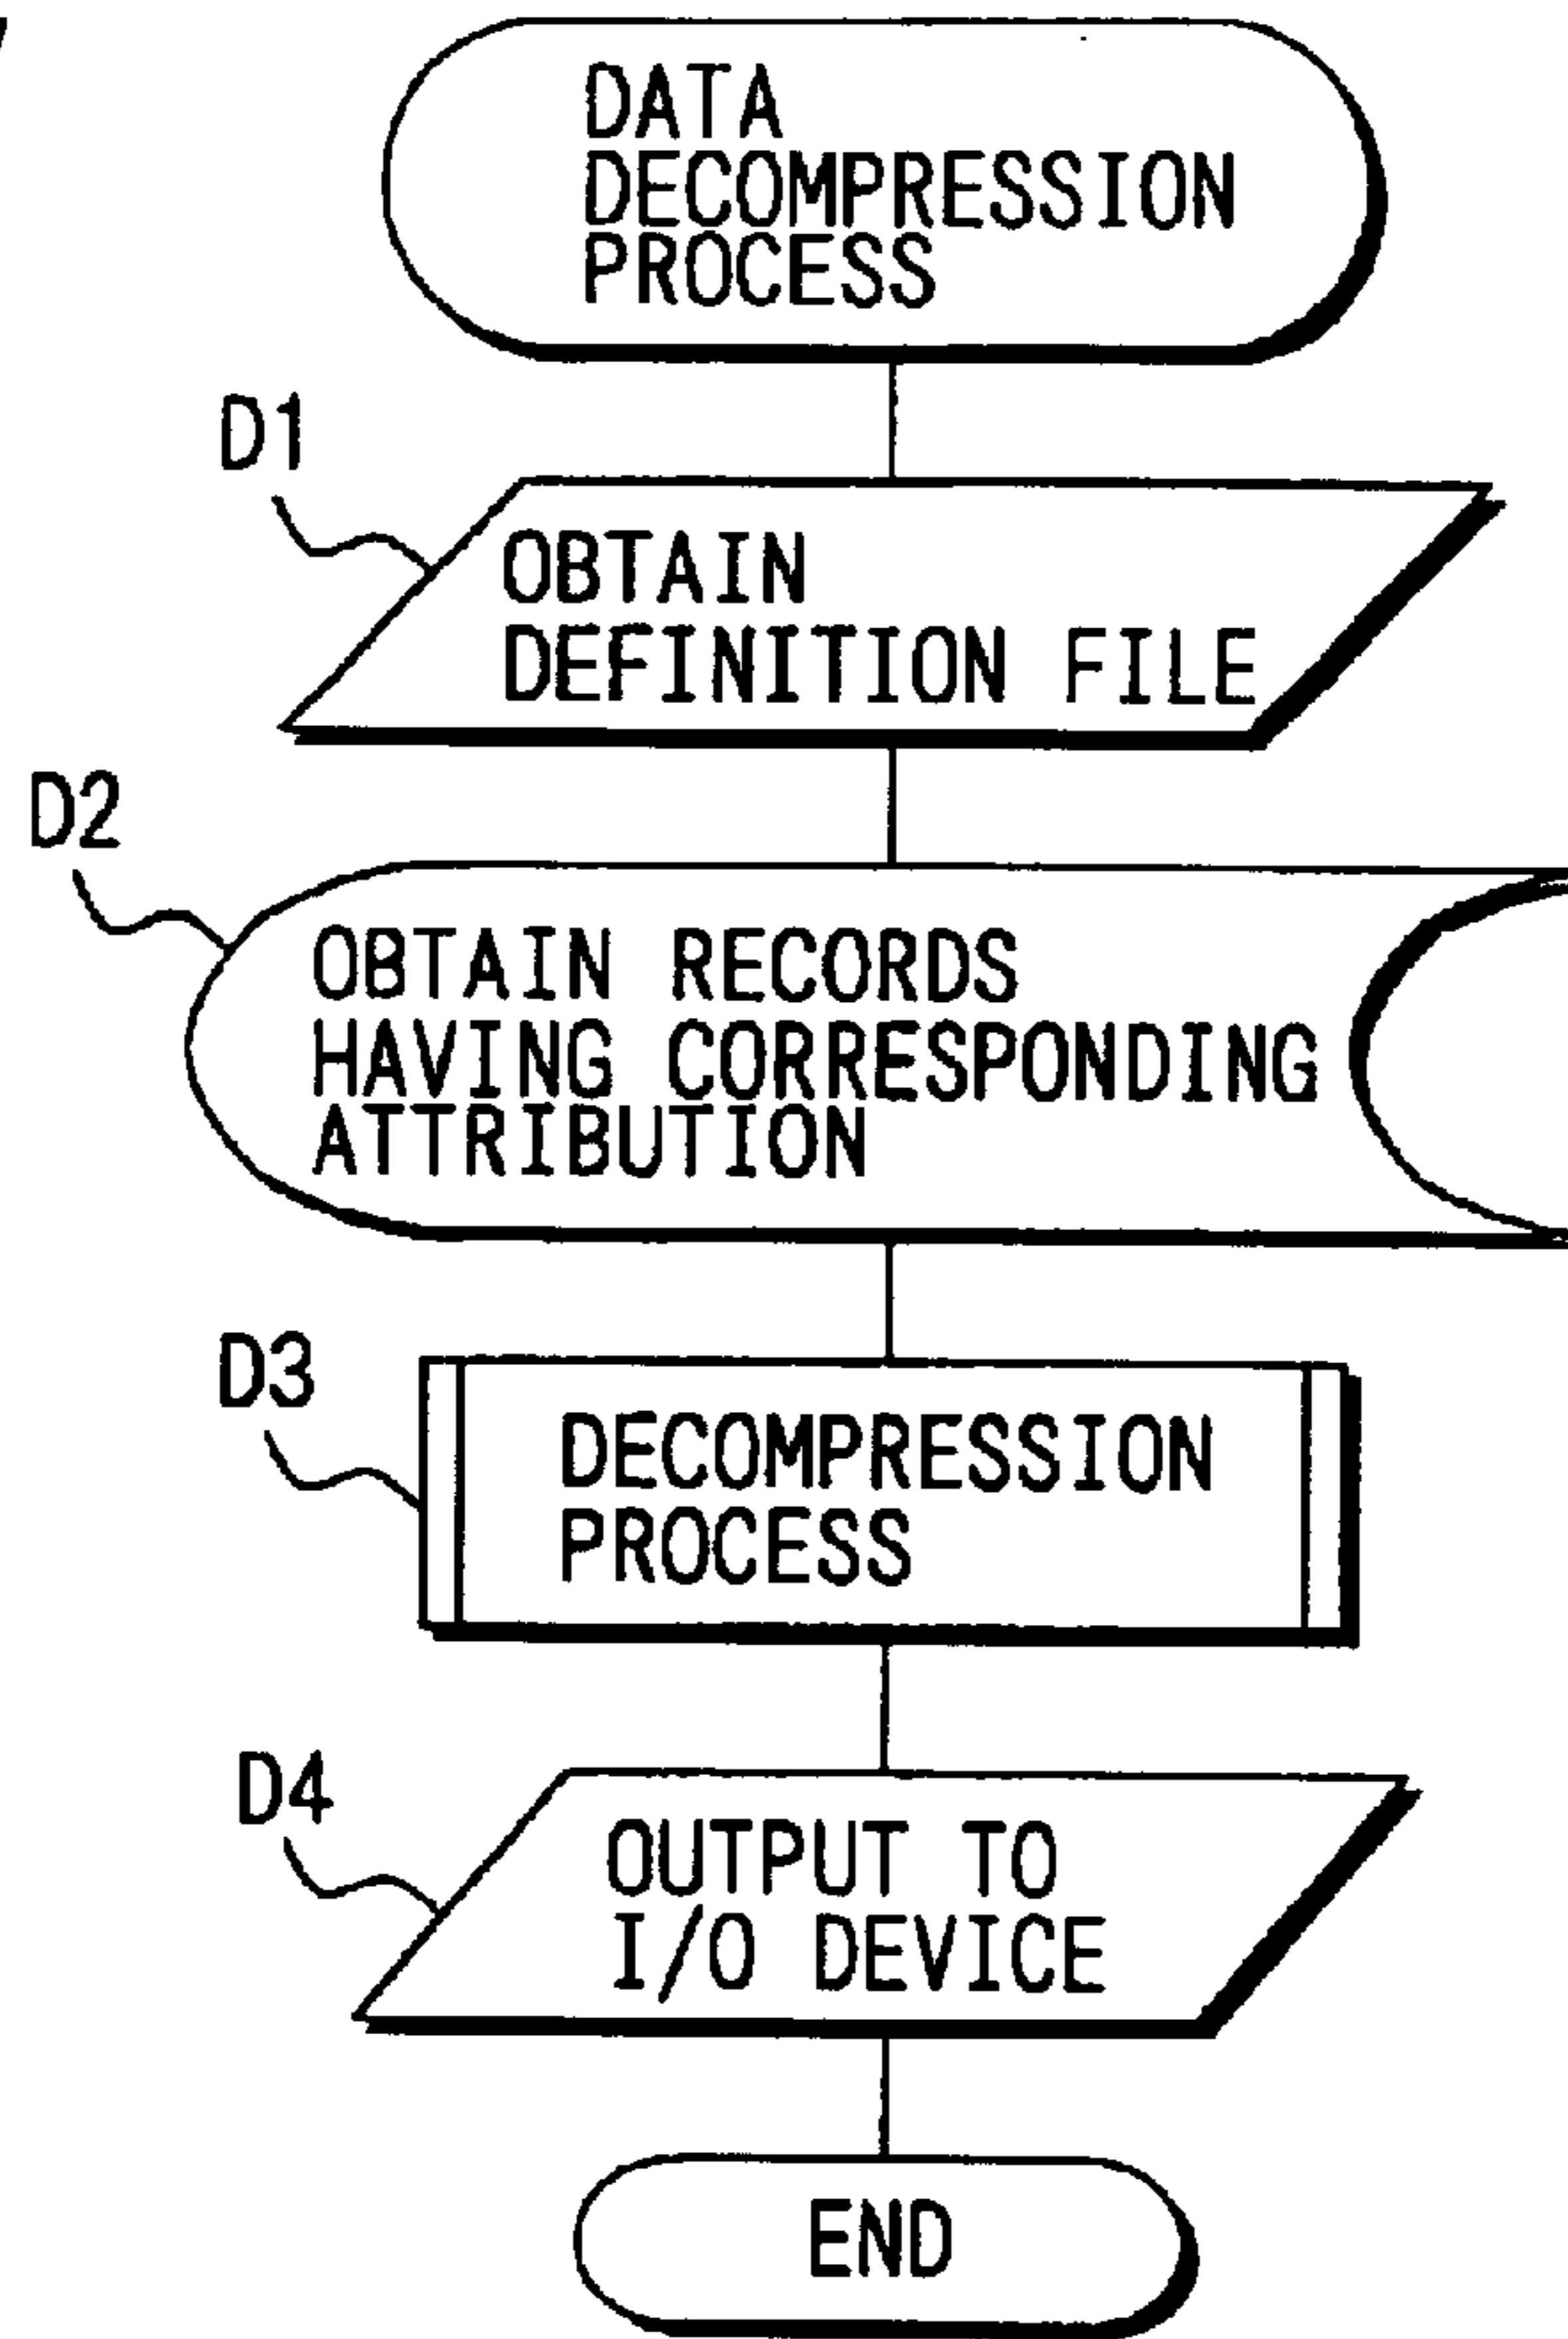 DATA
DECOMPRESSION
PROCESS
D1
OBTAIN
DEFINITION FILE
D2
OBTAIN RECORDS
HAVING CORRESPONDING
ATTRIBUTION
D3
DECOMPRESSION
PROCESS
D4
OUTPUT TO
I/O DEVICE
END